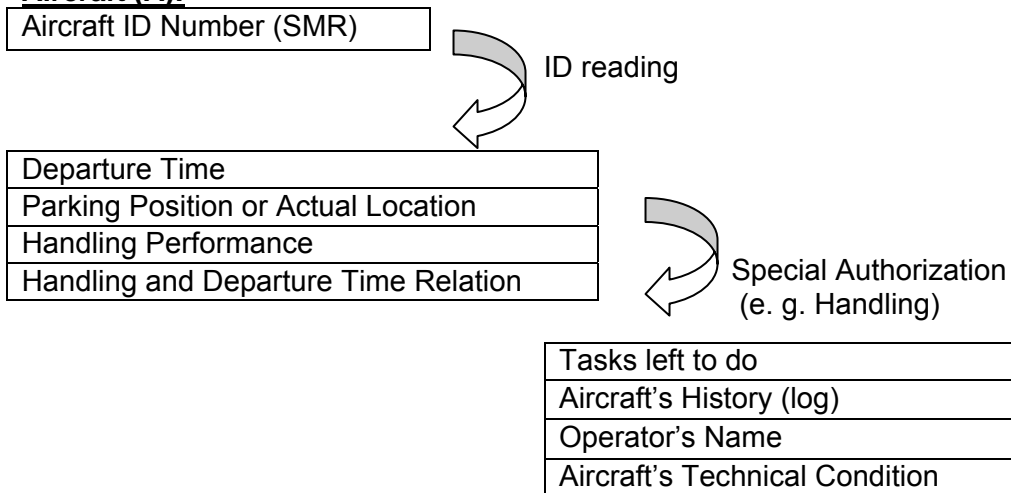 Aircraft ID Number (SMR)
ID reading
Departure Time
Parking Position or Actual Location
Handling Performance
Handling and Departure Time Relation
Special Authorization
(e. g. Handling)
Tasks left to do
Aircraft's History (log)
Operator's Name
Aircraft's Technical Condition